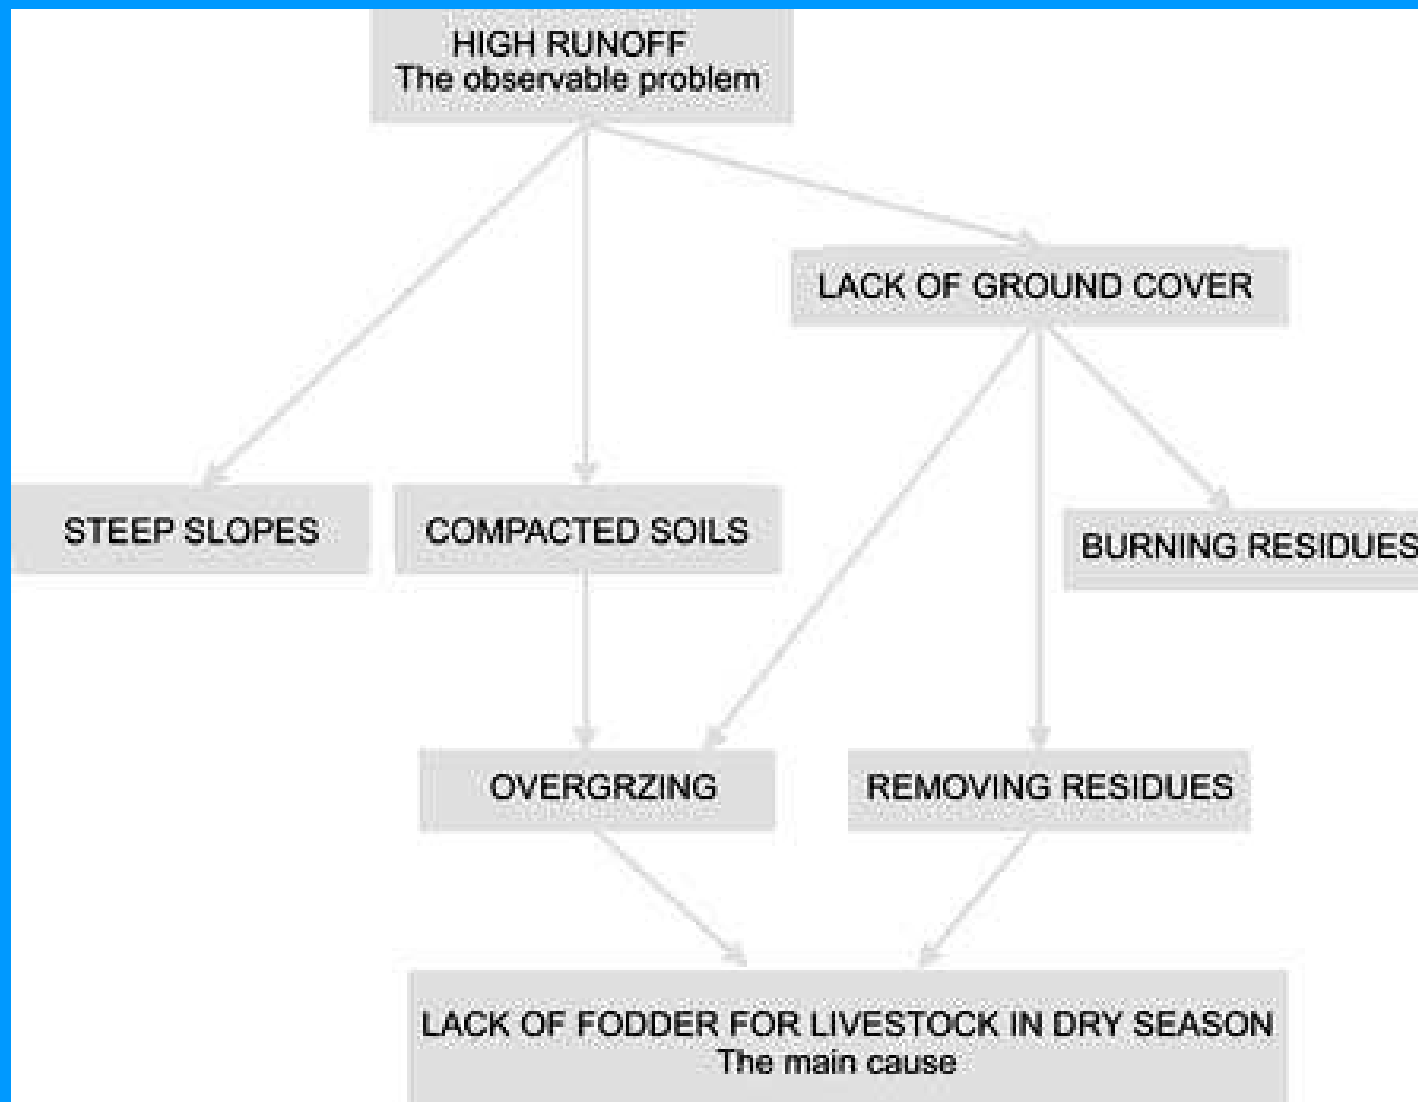 HIGH RUNOFF
The observable problem
LACK OF GROUND COVER
STEEP SLOPES
COMPACTED SOILS
BURNING RESIDUES
OVERGRZING
REMOVING RESIDUES
LACK OF FODDER FOR LIVESTOCK IN DRY SEASON
The main cause